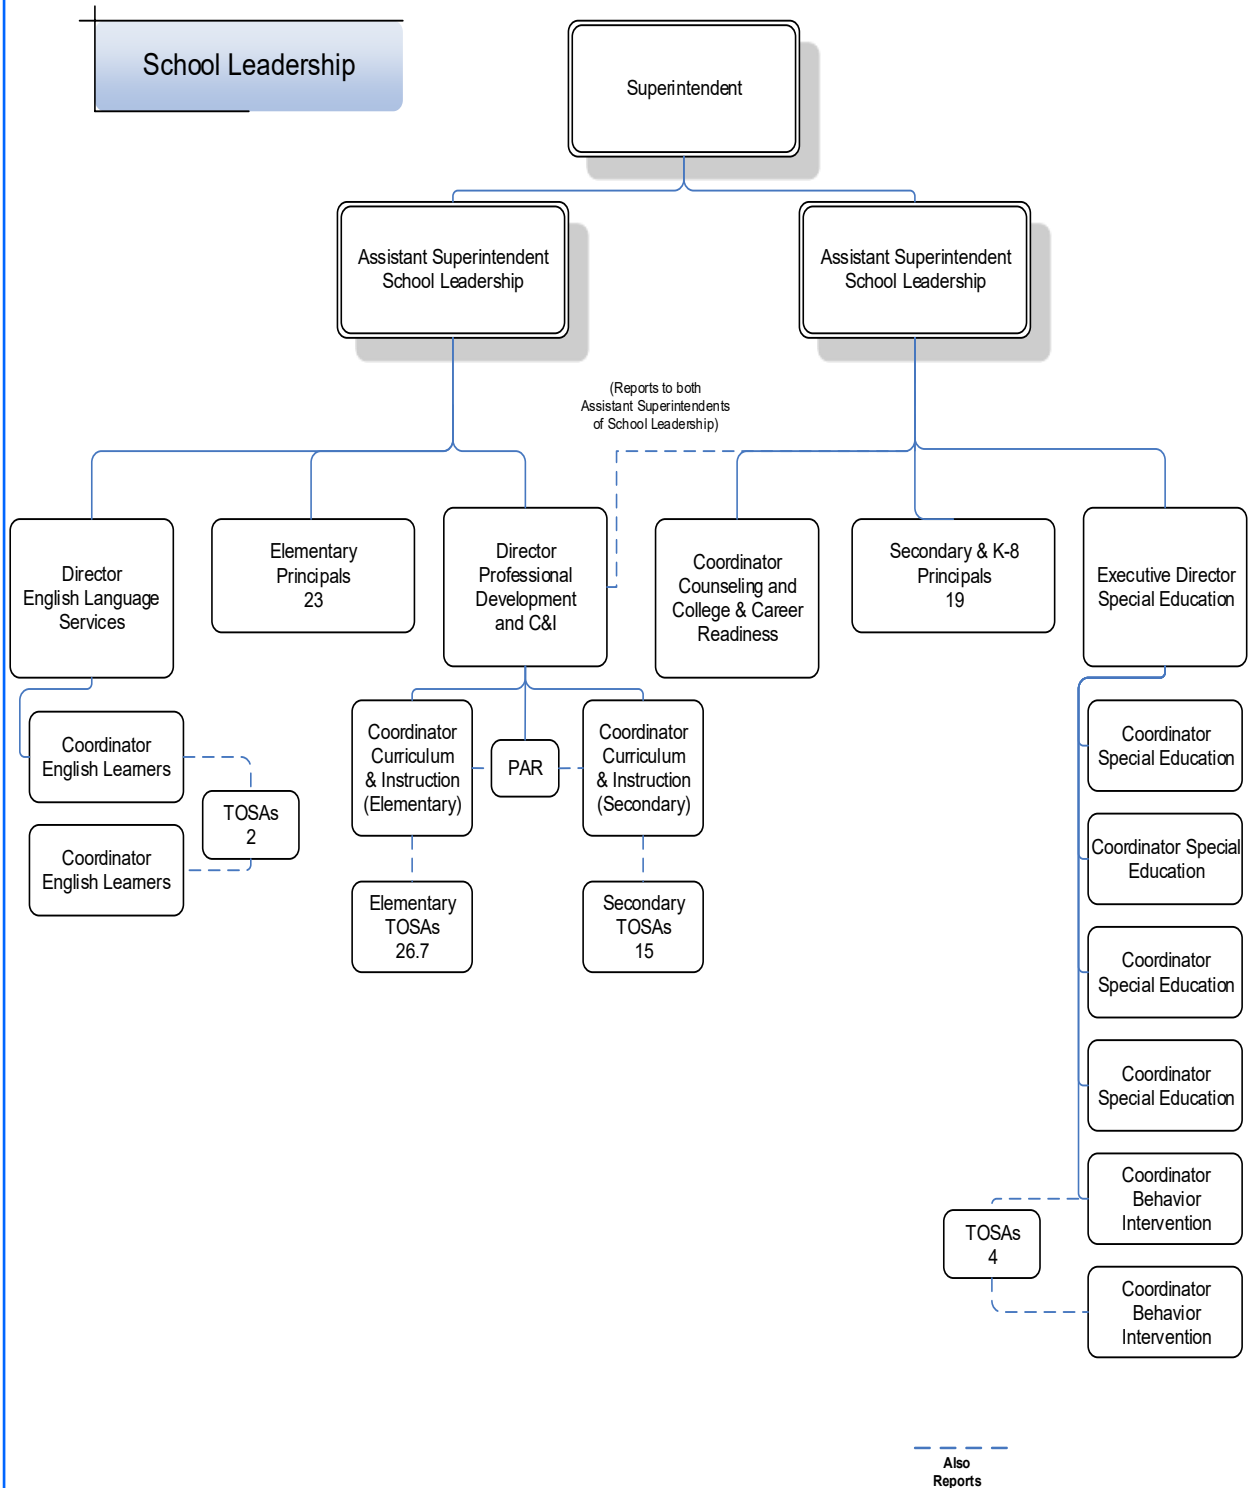 School Leadership
Superintendent
Assistant Superintendent
School Leadership
Assistant Superintendent
School Leadership
(Reports to both
Assistant Superintendents
of School Leadership)
Director
English Language
Services
Elementary
Principals
23
Director
Professional
Development
and C&I
Coordinator
Counseling and
College & Career
Readiness
Secondary & K-8
Principals
19
Executive Director
Special Education
Coordinator
English Learners
TOSAs
2
Coordinator
English Learners
Coordinator
Curriculum
& Instruction
(Elementary)
PAR
Coordinator
Curriculum
& Instruction
(Secondary)
Elementary
TOSAs
26.7
Secondary
TOSAs
15
Coordinator
Special Education
Coordinator Special
Education
Coordinator
Special Education
Coordinator
Special Education
Coordinator
Behavior
Intervention
TOSAs
4
Coordinator
Behavior
Intervention
Also
Reports